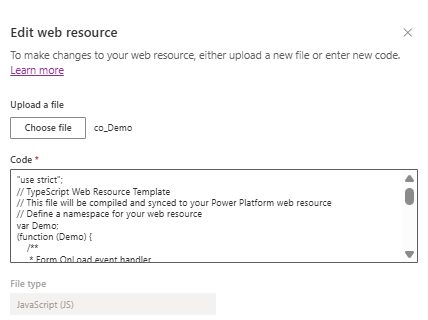 Edit web resource
To make changes to your web resource, either upload a new file or enter new code.
Learn more
Upload a file
Choose file co_Demo
Code *
"use strict";
// TypeScript Web Resource Template
// This file will be compiled and synced to your Power Platform web resource
// Define a namespace for your web resource
var Demo;
(function (Demo) {
/**
* Form OnLoad event handler
File type
JavaScript (JS)